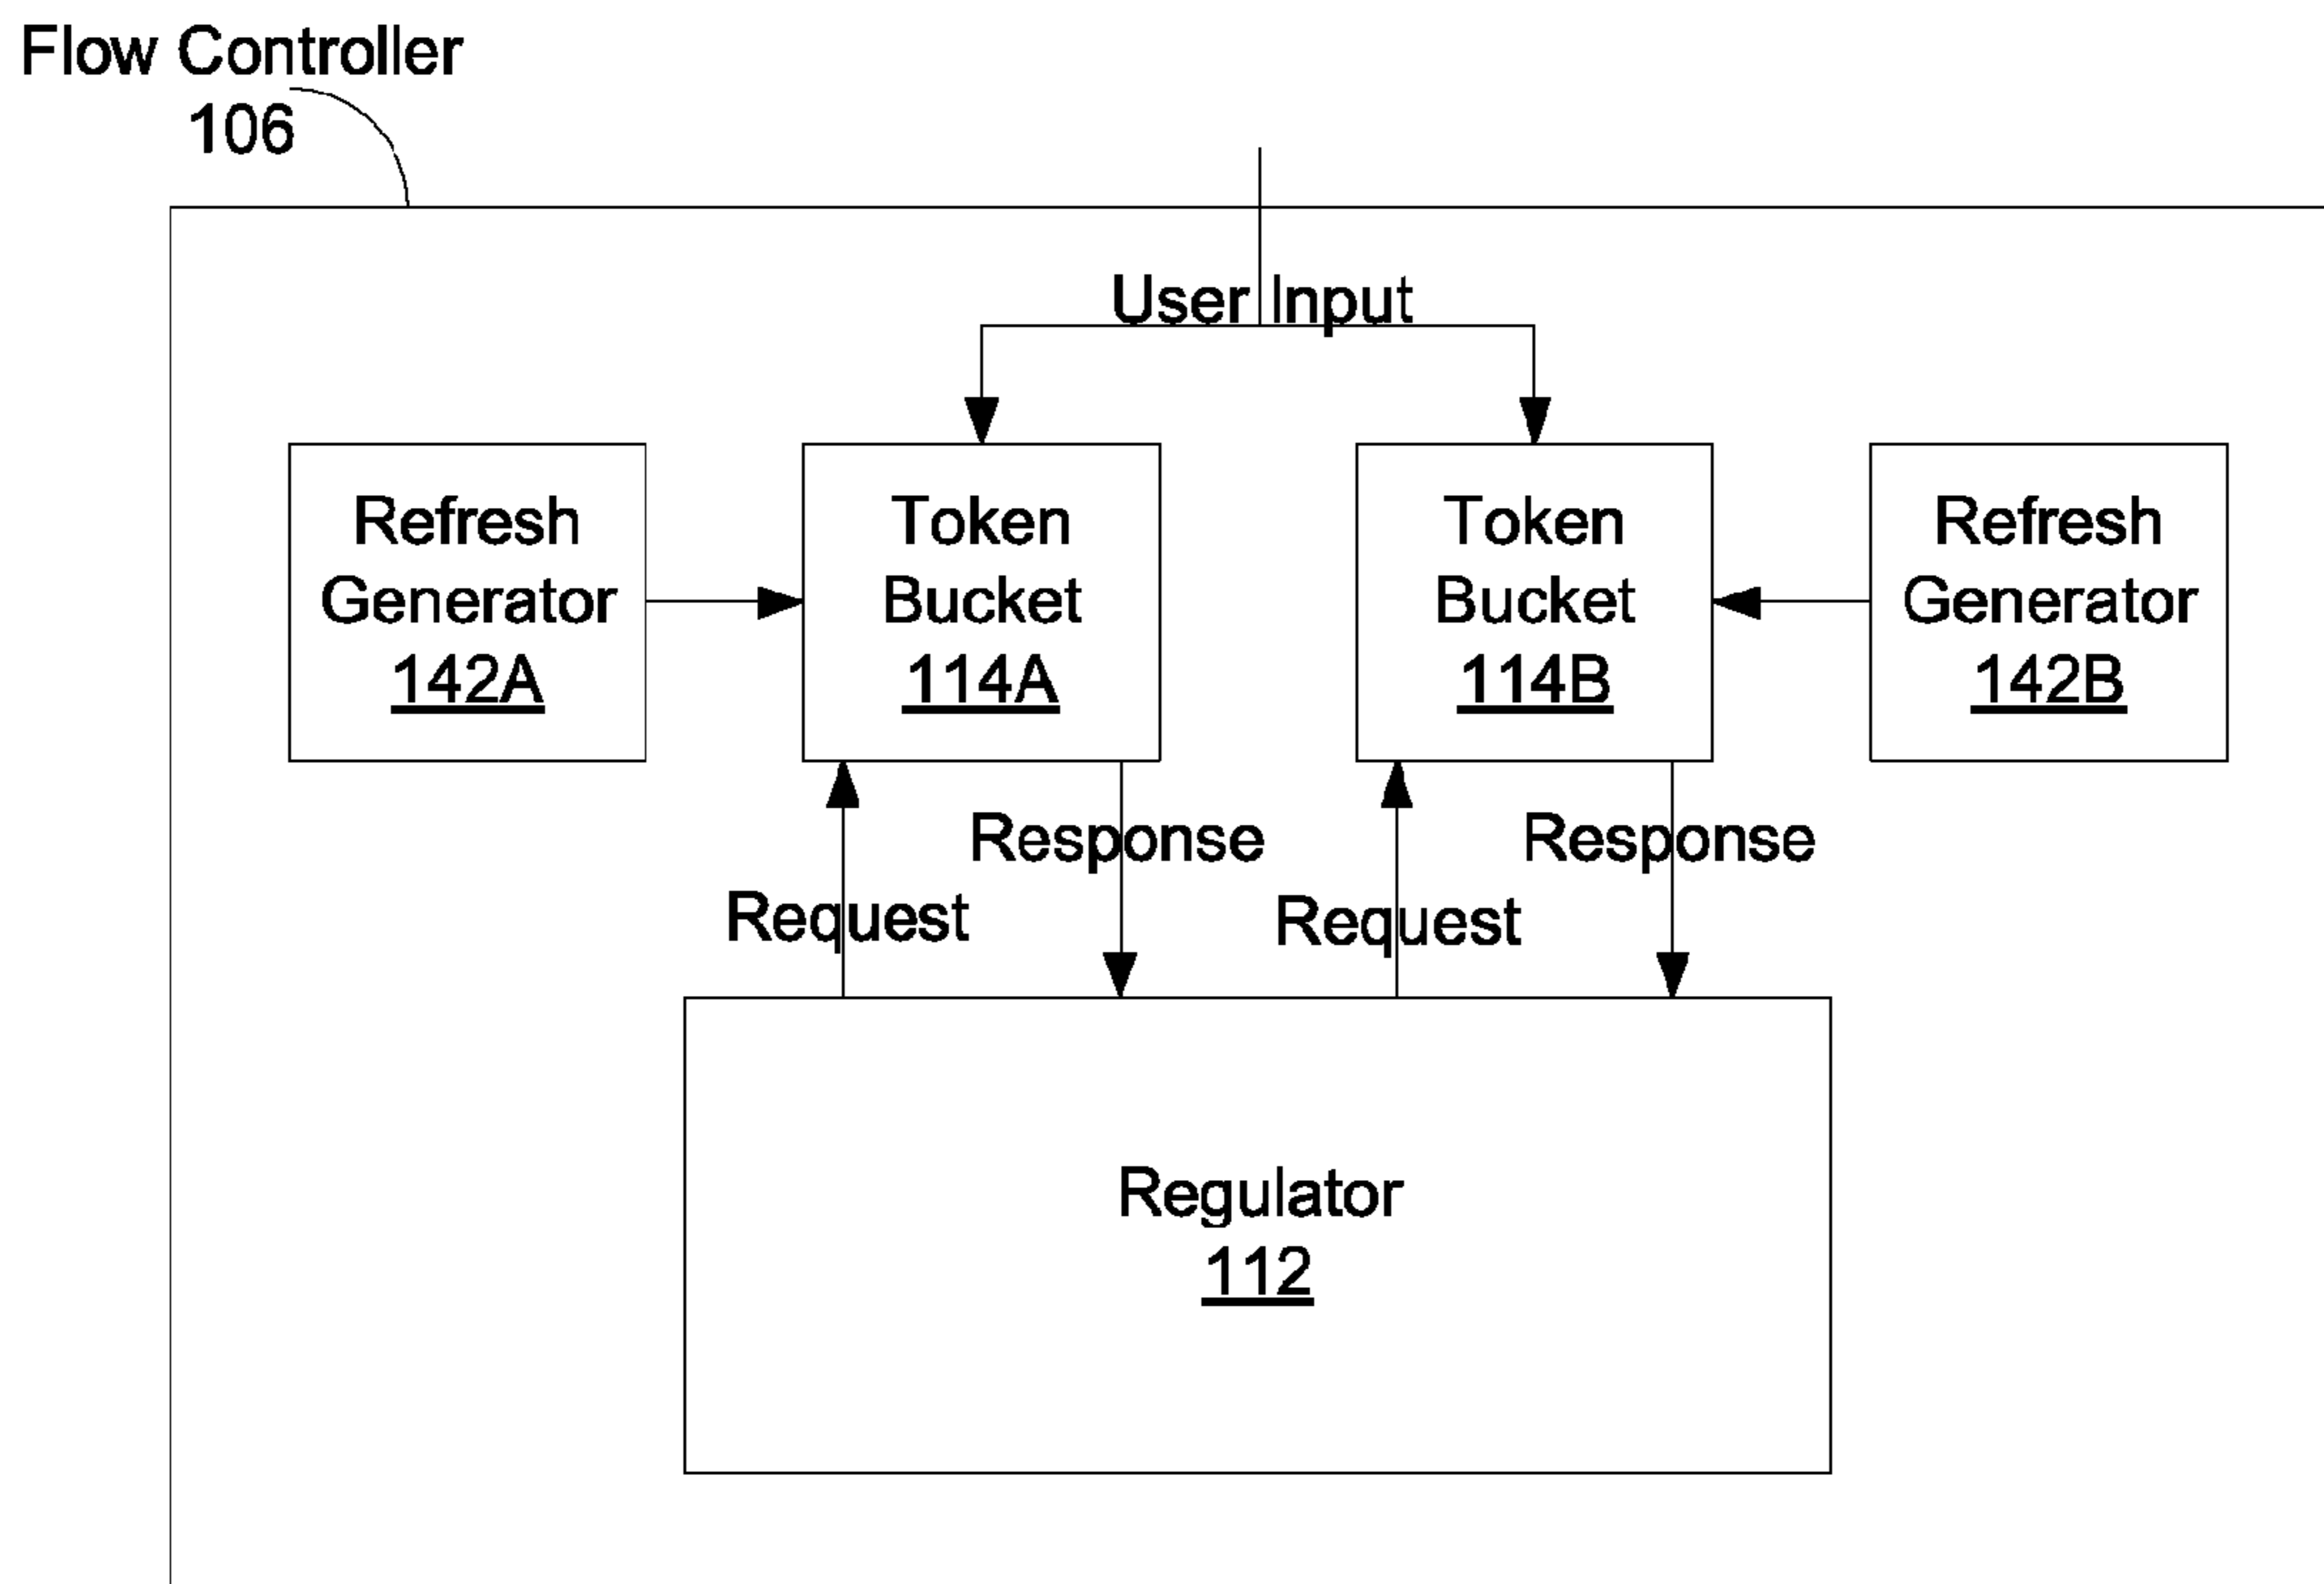 Flow Controller
106
User Input
Refresh
Generator
142A
Token
Bucket
114A
Token
Bucket
114B
Refresh
Generator
142B
Response
Response
Request
Request
Regulator
112